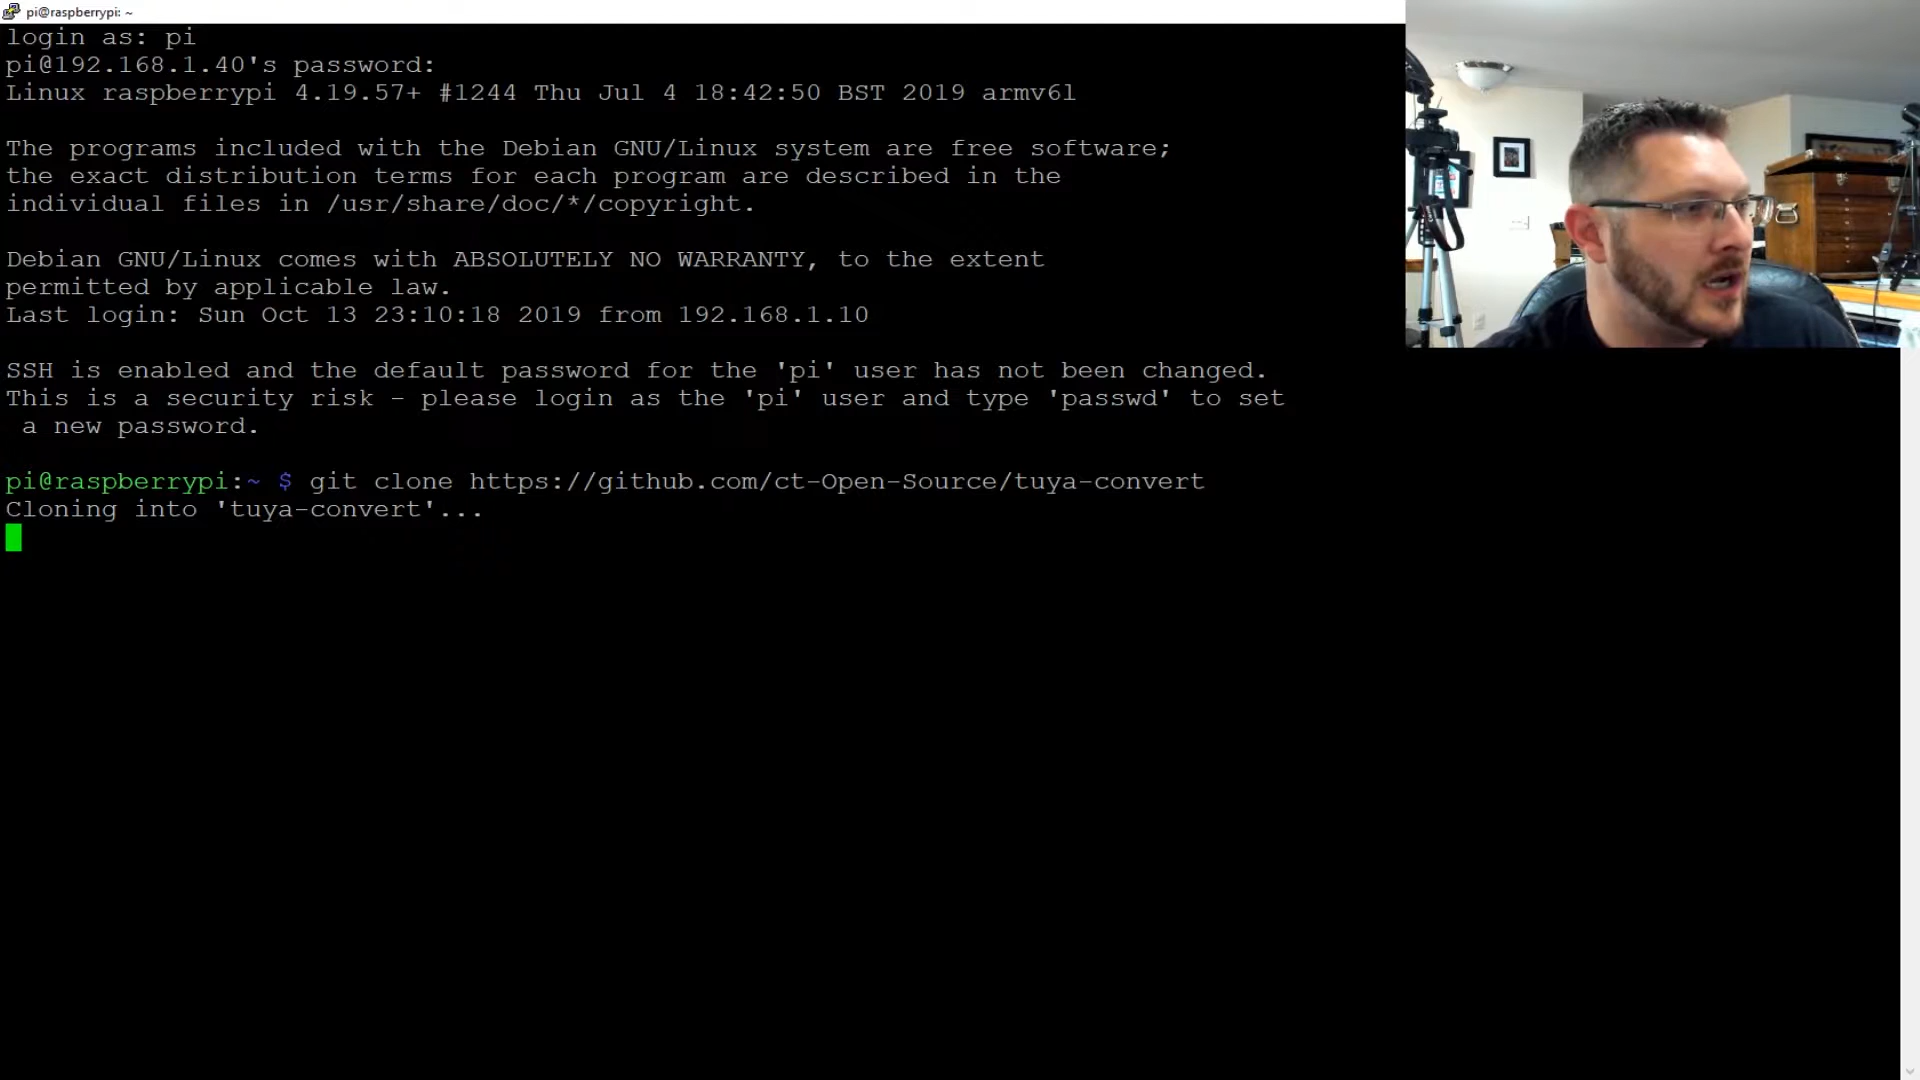 pi@raspberrypi: ~
login as: pi
pi@192.168.1.40's password:
Linux raspberrypi 4.19.57+ #1244 Thu Jul 4 18:42:50 BST 2019 armv6l
The programs included with the Debian GNU/Linux system are free software;
the exact distribution terms for each program are described in the
individual files in /usr/share/doc/*/copyright.
Debian GNU/Linux comes with ABSOLUTELY NO WARRANTY, to the extent
permitted by applicable law.
Last login: Sun Oct 13 23:10:18 2019 from 192.168.1.10
SSH is enabled and the default password for the 'pi' user has not been changed.
This is a security risk - please login as the 'pi' user and type 'passwd' to set
a new password.
pi@raspberrypi:~ $ git clone https://github.com/ct-Open-Source/tuya-convert
Cloning into 'tuya-convert'...